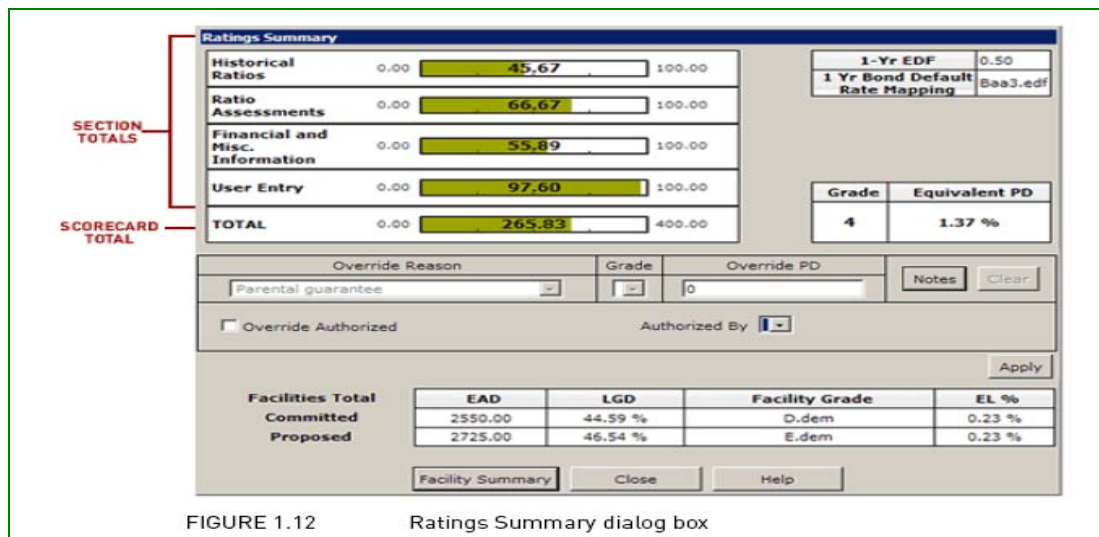 Ratings Summary
Historical
Ratios
0.00 45.67 100.00
Ratio
Assessments
0.00 66.67 100.00
Financial and
Misc.
Information
0.00 55.89 100.00
User Entry 0.00 97.60 100.00
TOTAL 0.00 265.83 400.00
SECTION
TOTALS
SCORECARD
TOTAL
1-Yr EDF 0.50
1 Yr Bond Default
Rate Mapping
Baa3.edf
Grade Equivalent PD
4 1.37 %
Override Reason Grade Override PD
Parental guarantee 0 Notes Clear
Override Authorized Authorized By
Apply
Facilities Total EAD LGD Facility Grade EL %
Committed 2550.00 44.59 % D.dem 0.23 %
Proposed 2725.00 46.54 % E.dem 0.23 %
Facility Summary Close Help
FIGURE 1.12 Ratings Summary dialog box